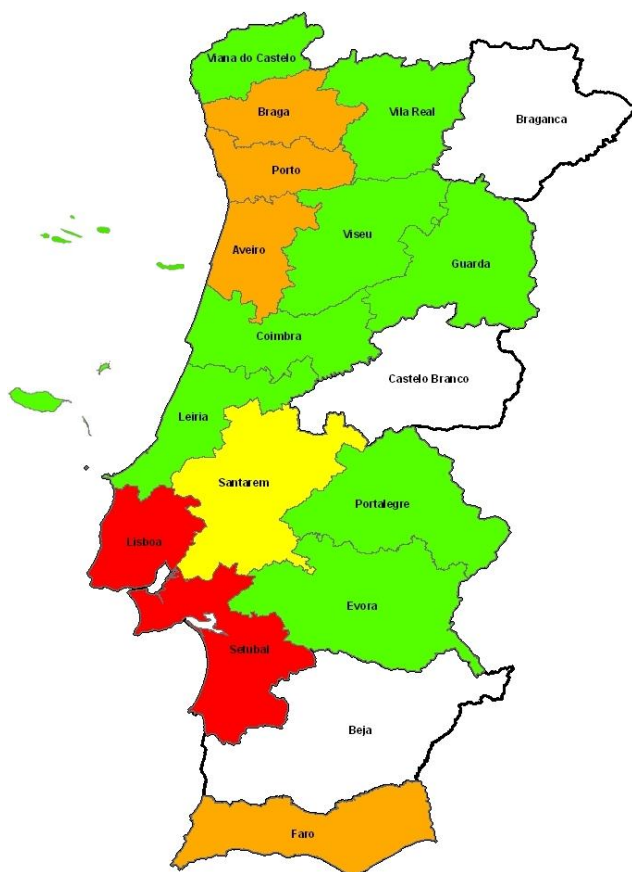 Viana do Castelo
Braga
Vila Real
Braganca
Porto
Aveiro
Viseu
Guarda
Coimbra
Castelo Branco
Leiria
Santarem
Portalegre
Lisboa
Evora
Setubal
Beja
Faro